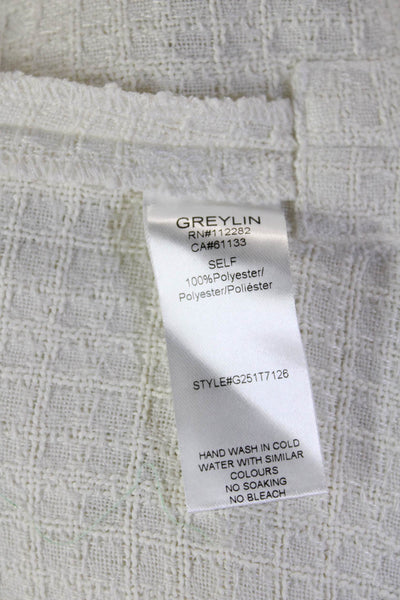 GREYLIN
RN#112282
CA#61133
SELF
100%Polyester/
Polyester/Poliéster
STYLE#G251T7126
HAND WASH IN COLD
WATER WITH SIMILAR
COLOURS
NO SOAKING
NO BLEACH